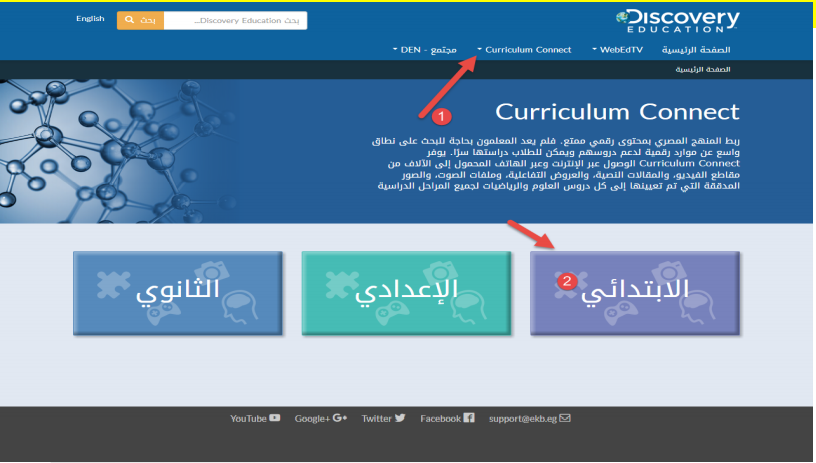 Discovery
EDUCATION
بحث Discovery Education...
بحث
English
الصفحة الرئيسية
WebEdTV
Curriculum Connect
مجتمع - DEN
الصفحة الرئيسية
1
Curriculum Connect
ربط المنهج المصري بمحتوى رقمي ممتع. فلم يعد المعلمون بحاجة للبحث على نطاق
واسع عن موارد رقمية لدعم دروسهم ويمكن للطلاب دراستها سرًا. يوفر
Curriculum Connect الوصول عبر الإنترنت وعبر الهاتف المحمول إلى الآلاف من
مقاطع الفيديو، والمقالات النصية، والعروض التفاعلية، وملفات الصوت، والصور
المدققة التي تم تعيينها إلى كل دروس العلوم والرياضيات لجميع المراحل الدراسية
2
الابتدائي
الإعدادي
الثانوي
support@ekb.eg
Facebook
Twitter
Google+ G+
YouTube